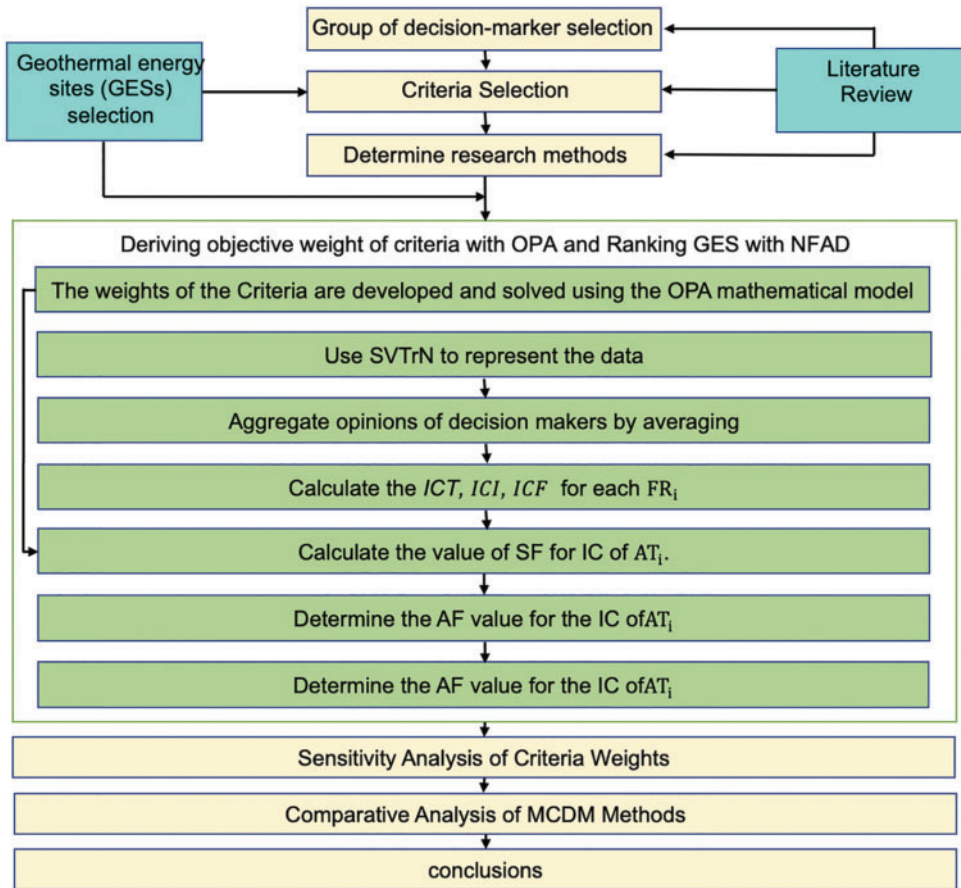 Group of decision-marker selection
Geothermal energy
sites (GESs)
selection
Criteria Selection
Literature
Review
Determine research methods
Deriving objective weight of criteria with OPA and Ranking GES with NFAD
The weights of the Criteria are developed and solved using the OPA mathematical model
Use SVTrN to represent the data
Aggregate opinions of decision makers by averaging
Calculate the ICT, ICI, ICF for each FRᵢ
Calculate the value of SF for IC of ATᵢ.
Determine the AF value for the IC ofATᵢ
Determine the AF value for the IC ofATᵢ
Sensitivity Analysis of Criteria Weights
Comparative Analysis of MCDM Methods
conclusions